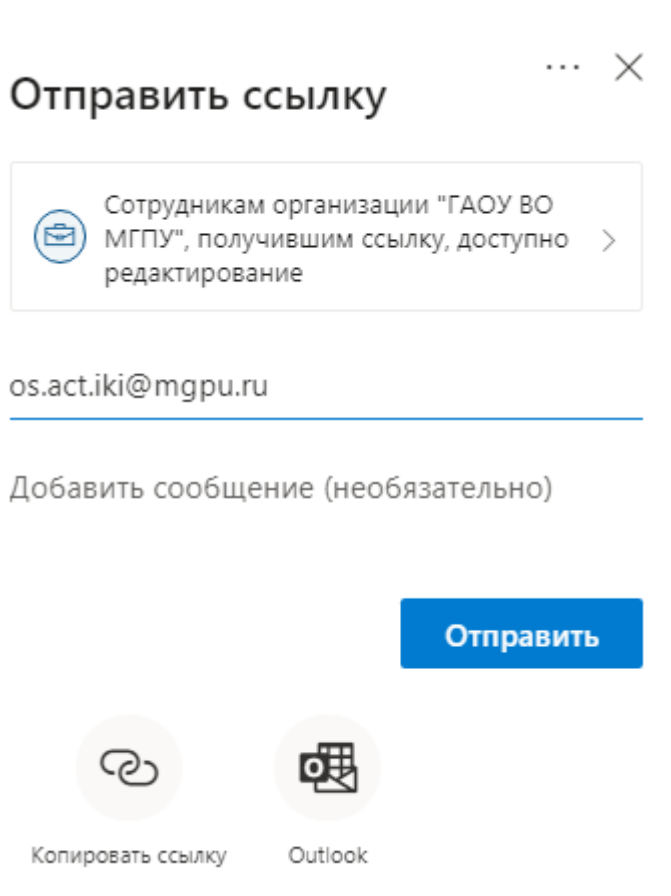 Отправить ссылку
Сотрудникам организации "ГАОУ ВО
МГПУ", получившим ссылку, доступно
редактирование
os.act.iki@mgpu.ru
Добавить сообщение (необязательно)
Отправить
Копировать ссылку
Outlook